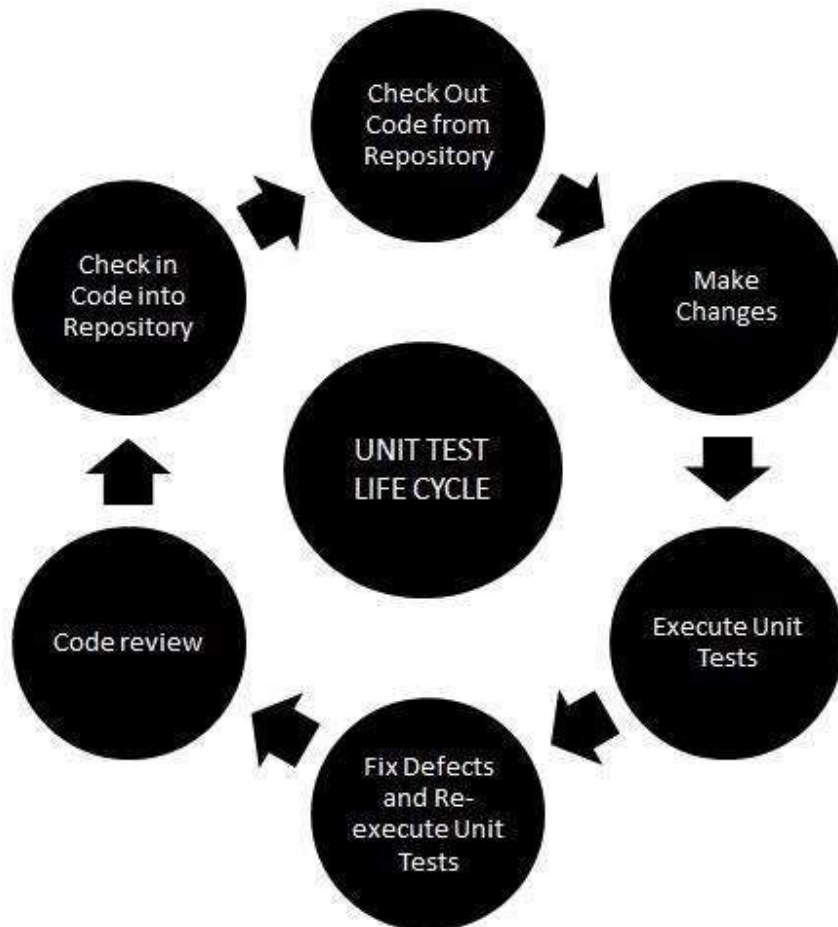 Check Out
Code from
Repository
Make
Changes
Execute Unit
Tests
Fix Defects
and Re-
execute Unit
Tests
Code review
Check in
Code into
Repository
UNIT TEST
LIFE CYCLE